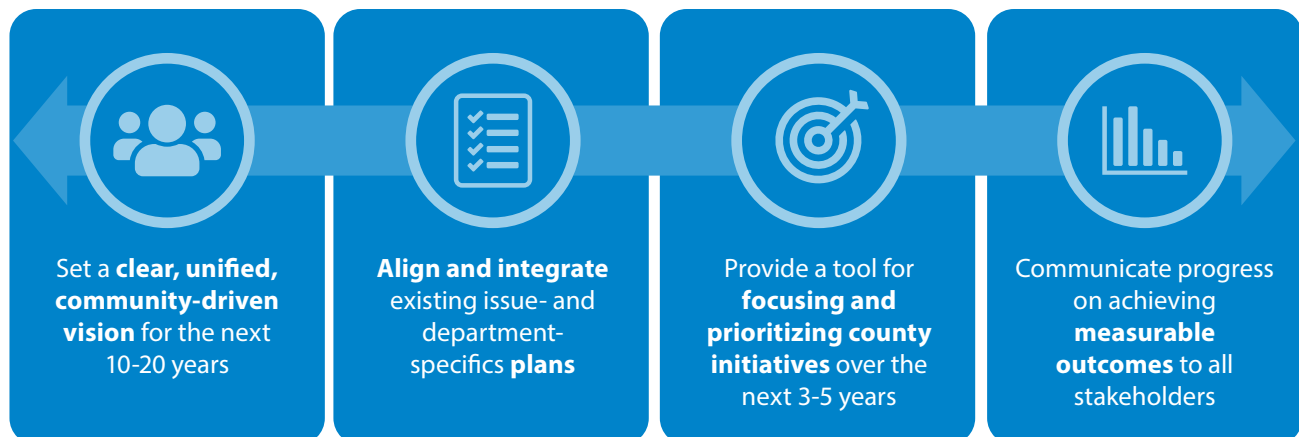 Set a clear, unified,
community-driven
vision for the next
10-20 years
Align and integrate
existing issue- and
department-
specifics plans
Provide a tool for
focusing and
prioritizing county
initiatives over the
next 3-5 years
Communicate progress
on achieving
measurable
outcomes to all
stakeholders